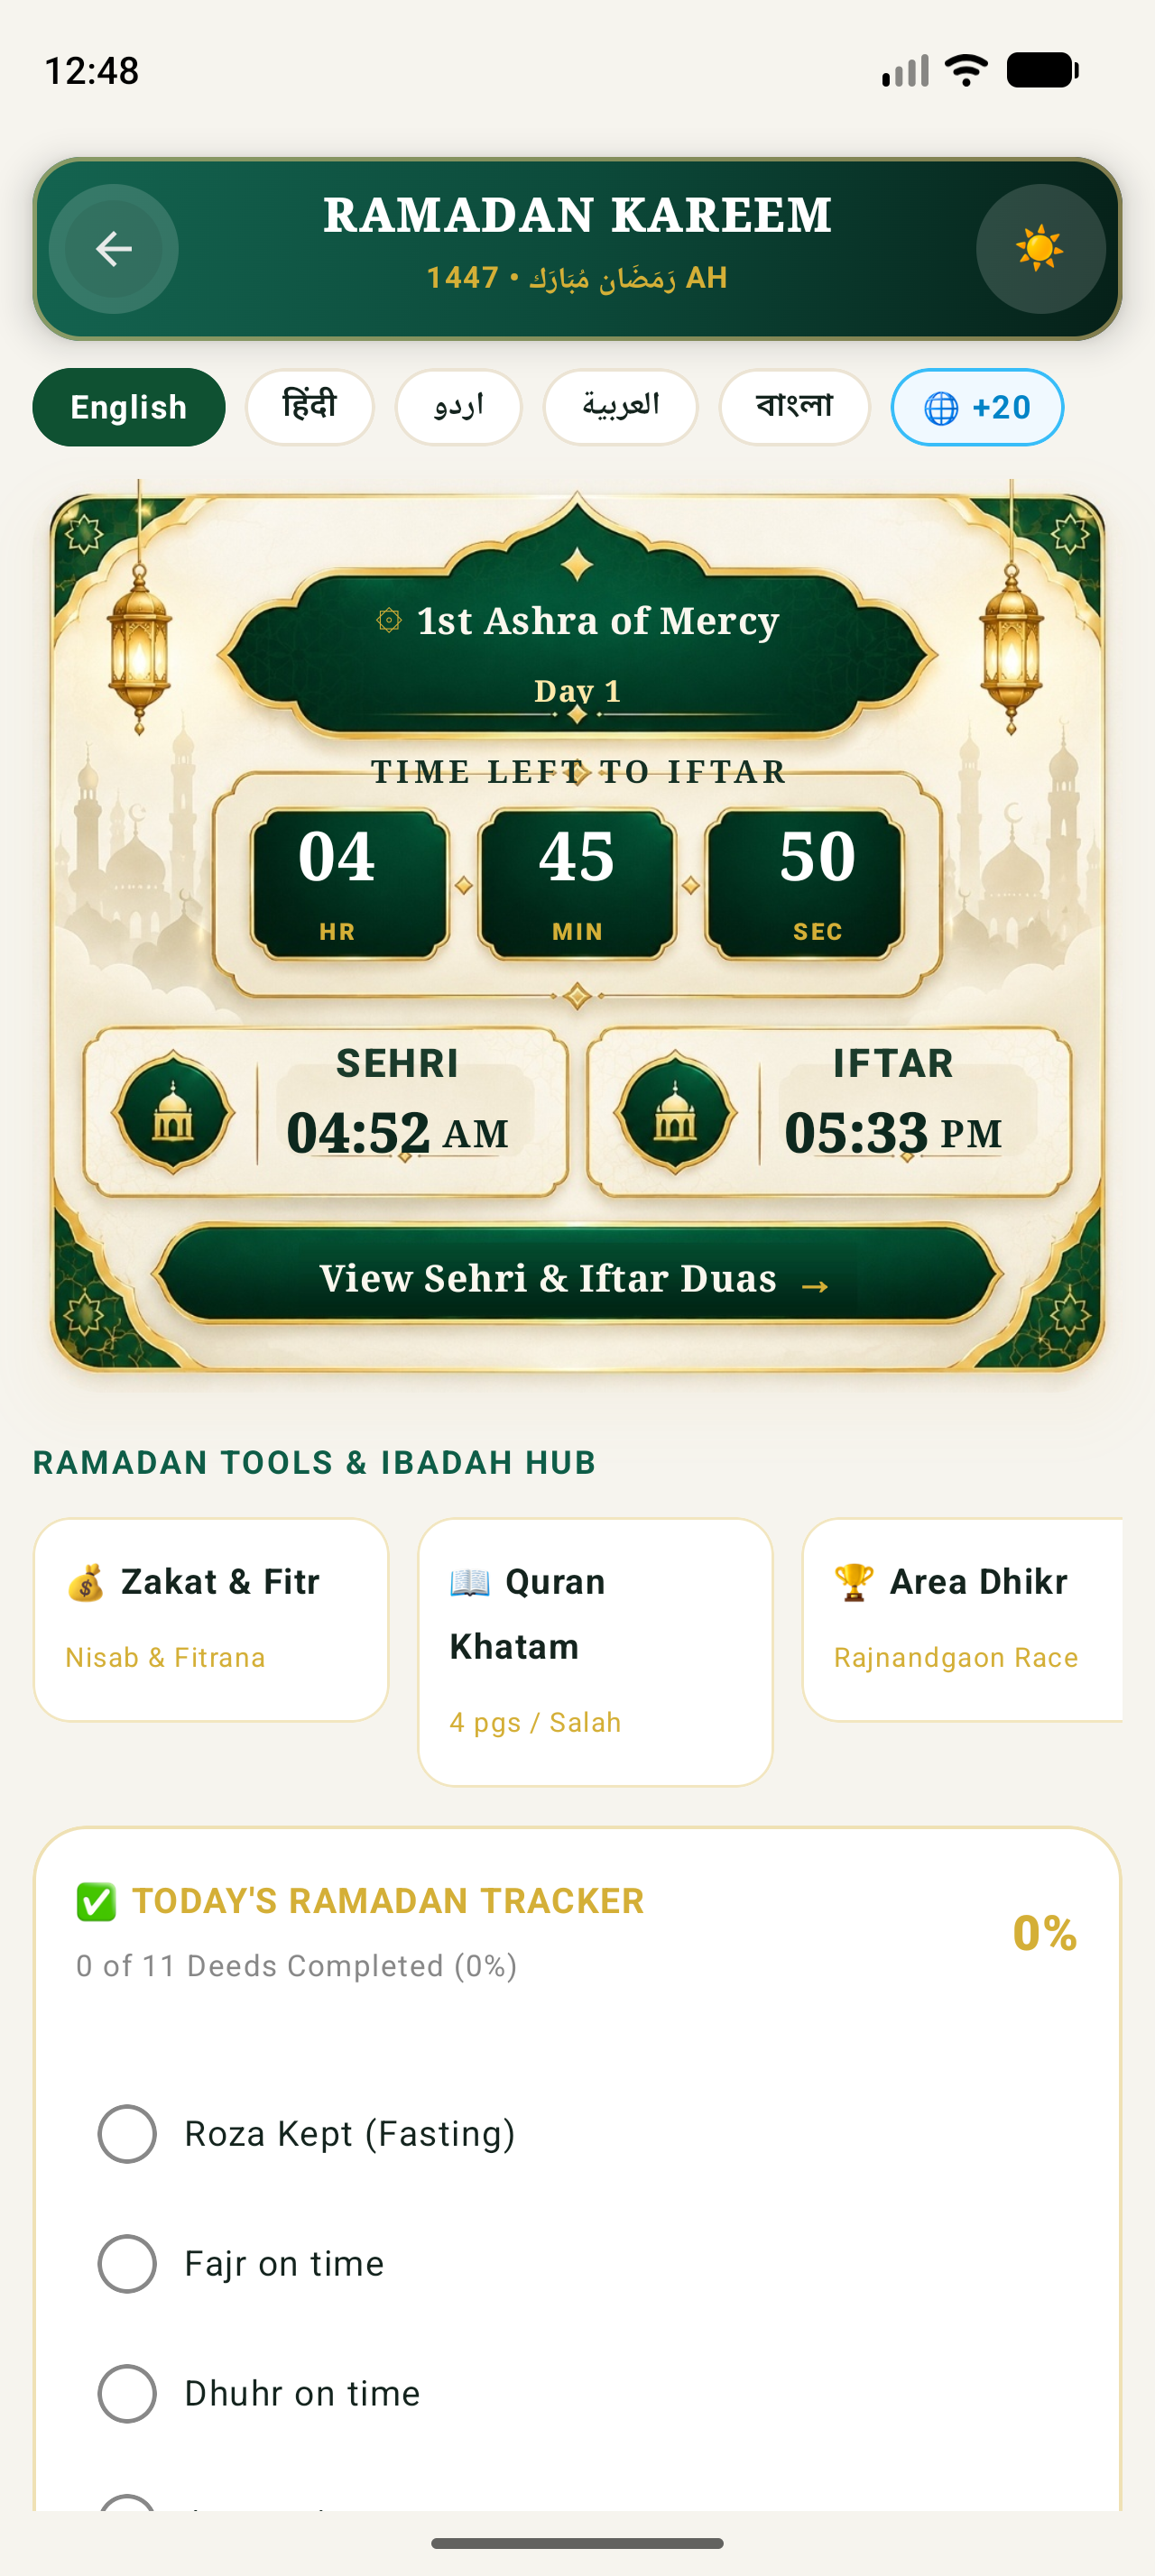 12:48
RAMADAN KAREEM
1447 • رَمَضَان مُبَارَك AH
English
हिंदी
اردو
العربية
বাংলা
+20
1st Ashra of Mercy
Day 1
TIME LEFT TO IFTAR
04 45 50
HR MIN SEC
SEHRI
04:52 AM
IFTAR
05:33 PM
View Sehri & Iftar Duas →
RAMADAN TOOLS & IBADAH HUB
Zakat & Fitr
Nisab & Fitrana
Quran
Khatam
4 pgs / Salah
Area Dhikr
Rajnandgaon Race
TODAY'S RAMADAN TRACKER
0 of 11 Deeds Completed (0%)
0%
Roza Kept (Fasting)
Fajr on time
Dhuhr on time